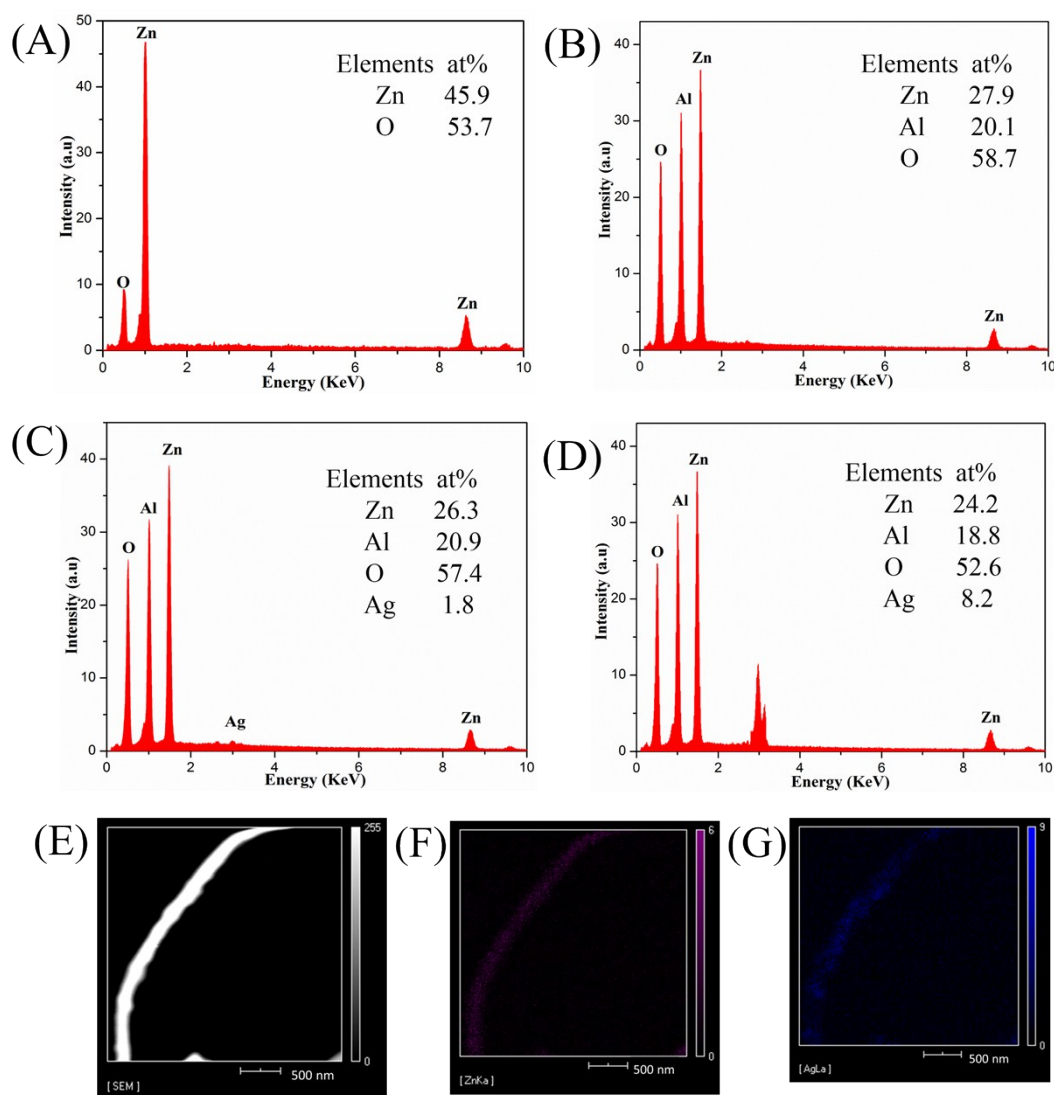 (A)
50
40
30
20
10
0
Intensity (a.u)
Zn
O
Zn
Elements at%
Zn 45.9
O 53.7
0 2 4 6 8 10
Energy (KeV)
(B)
40
30
20
10
0
Intensity (a.u)
O
Al
Zn
Zn
Elements at%
Zn 27.9
Al 20.1
O 58.7
0 2 4 6 8 10
Energy (KeV)
(C)
40
30
20
10
0
Intensity (a.u)
O
Al
Zn
Ag
Zn
Elements at%
Zn 26.3
Al 20.9
O 57.4
Ag 1.8
0 2 4 6 8 10
Energy (KeV)
(D)
40
30
20
10
0
Intensity (a.u)
O
Al
Zn
Zn
Elements at%
Zn 24.2
Al 18.8
O 52.6
Ag 8.2
0 2 4 6 8 10
Energy (KeV)
(E)
255
0
500 nm
[ SEM ]
(F)
6
0
500 nm
[ ZnKa ]
(G)
9
0
500 nm
[ AgLa ]